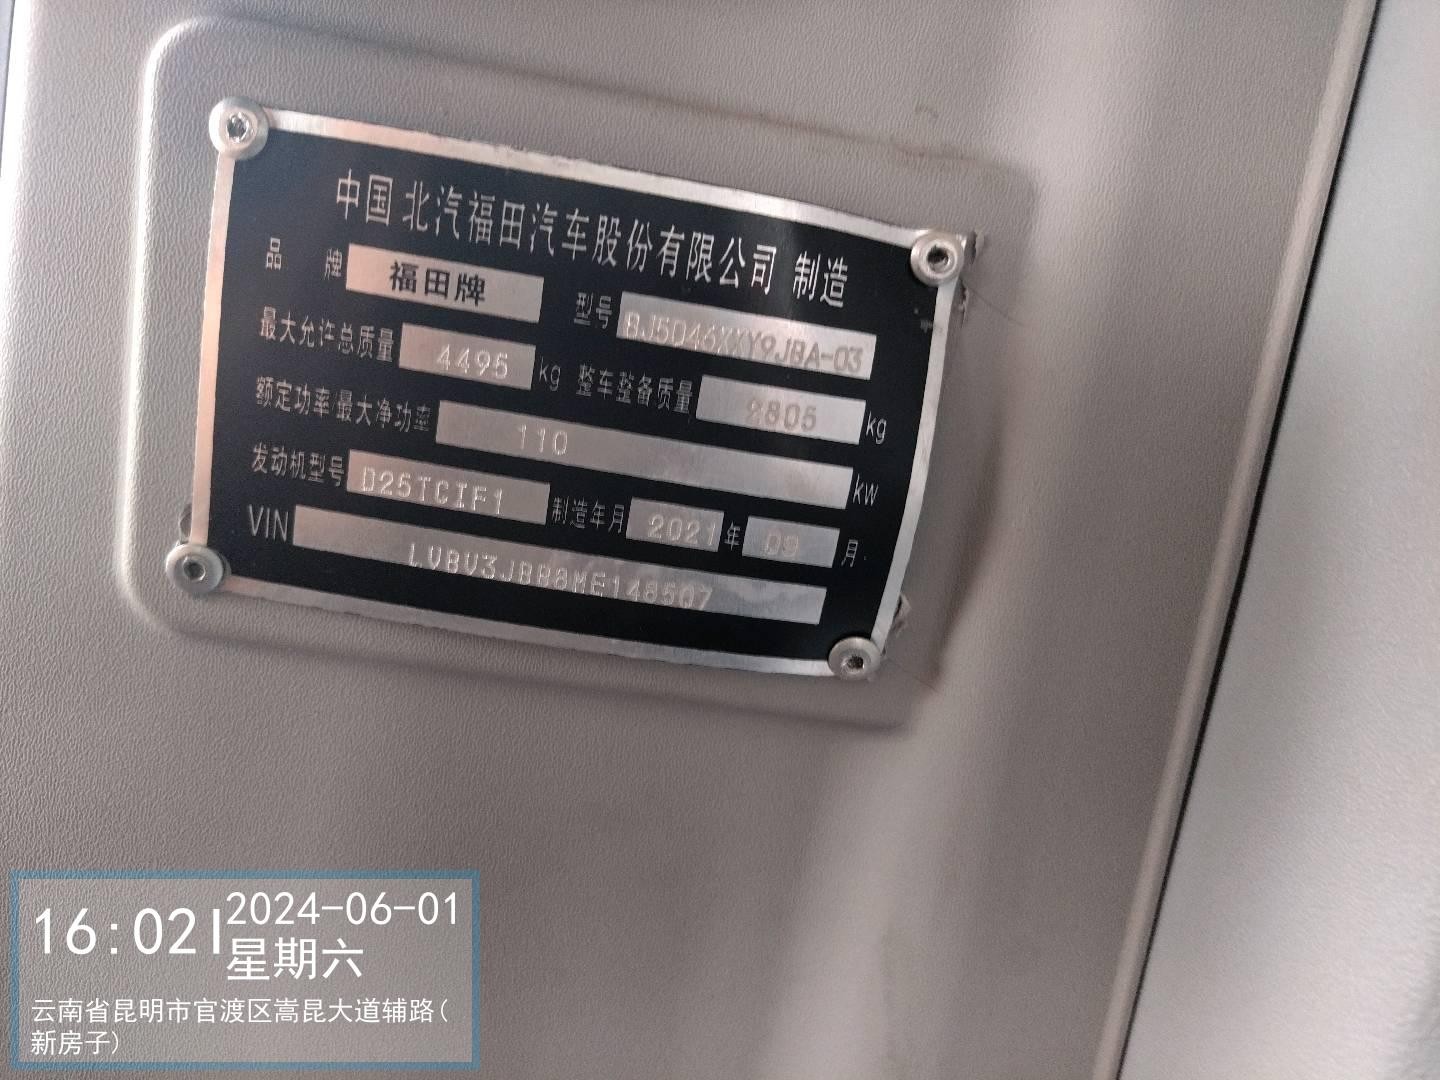 中国 北汽福田汽车股份有限公司 制造
品 牌 福田牌 型号 BJ5046XXY9JBA-03
最大允许总质量 4495 kg 整车整备质量 2805 kg
额定功率/最大净功率 110 kw
发动机型号 D25TCIF1 制造年月 2021 年 09 月
VIN LVBV3JBB8ME148507
16:02 2024-06-01
星期六
云南省昆明市官渡区嵩昆大道辅路(
新房子)